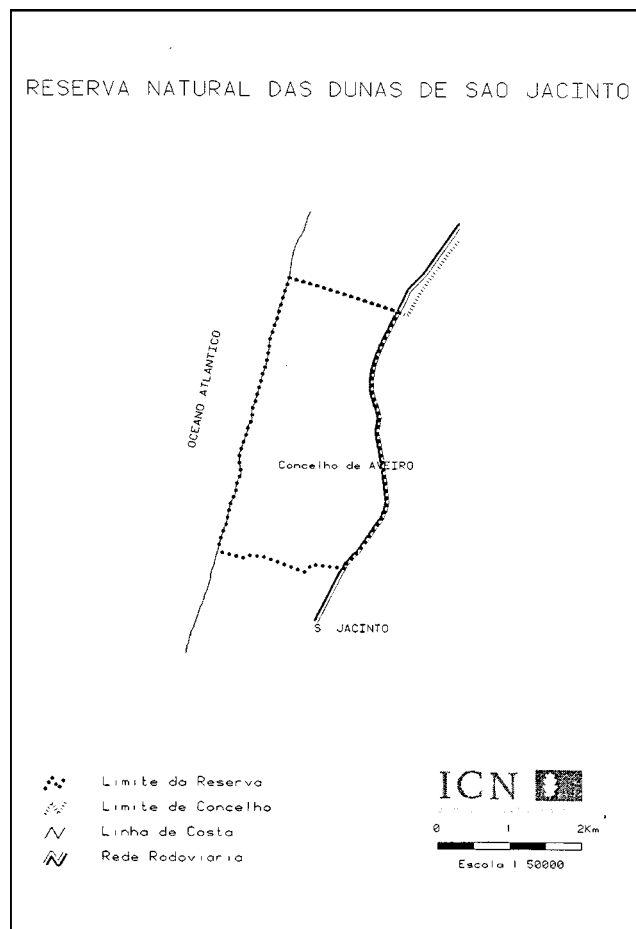 RESERVA NATURAL DAS DUNAS DE SAO JACINTO
OCEANO ATLANTICO
Concelho de AVEIRO
S JACINTO
Limite da Reserva
Limite de Concelho
Linha de Costa
Rede Rodoviaria
ICN
0 1 2Km
Escala 1 50000